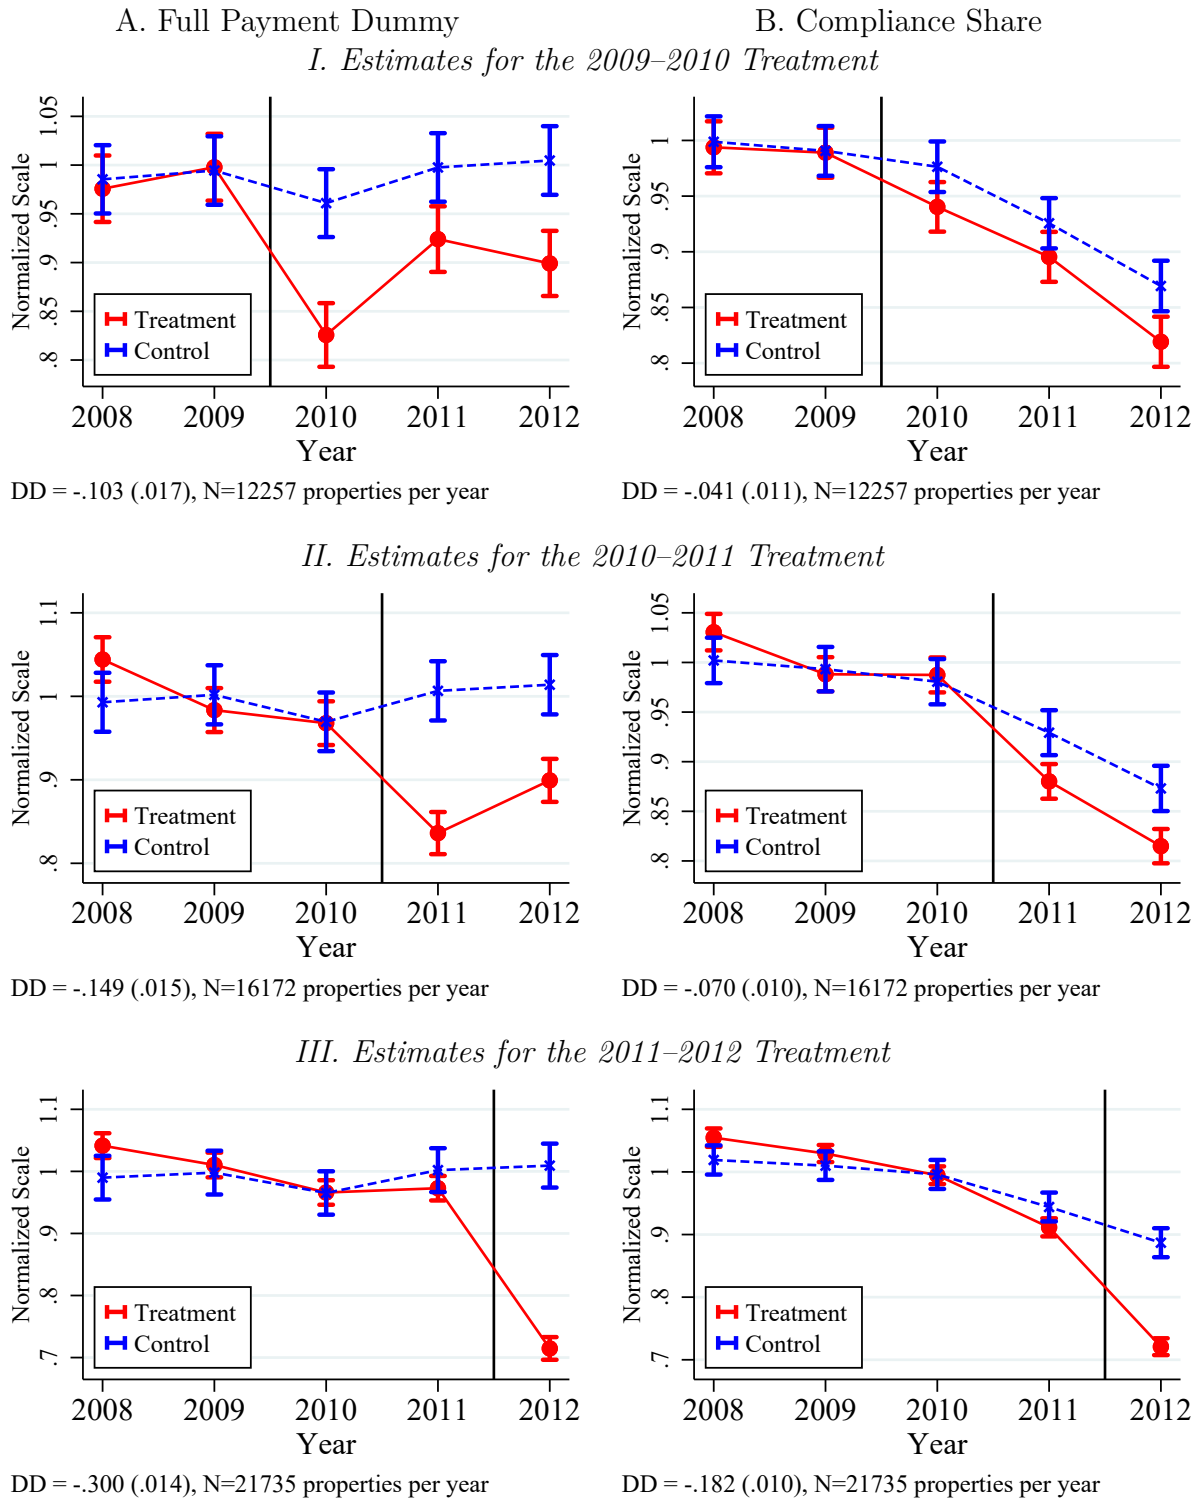 A. Full Payment Dummy
B. Compliance Share
I. Estimates for the 2009–2010 Treatment
Normalized Scale
1.05
1
.95
.9
.85
.8
Treatment
Control
2008 2009 2010 2011 2012
Year
DD = -.103 (.017), N=12257 properties per year
Normalized Scale
1
.95
.9
.85
.8
Treatment
Control
2008 2009 2010 2011 2012
Year
DD = -.041 (.011), N=12257 properties per year
II. Estimates for the 2010–2011 Treatment
Normalized Scale
1.1
1
.9
.8
Treatment
Control
2008 2009 2010 2011 2012
Year
DD = -.149 (.015), N=16172 properties per year
Normalized Scale
1.05
1
.95
.9
.85
.8
Treatment
Control
2008 2009 2010 2011 2012
Year
DD = -.070 (.010), N=16172 properties per year
III. Estimates for the 2011–2012 Treatment
Normalized Scale
1.1
1
.9
.8
.7
Treatment
Control
2008 2009 2010 2011 2012
Year
DD = -.300 (.014), N=21735 properties per year
Normalized Scale
1.1
1
.9
.8
.7
Treatment
Control
2008 2009 2010 2011 2012
Year
DD = -.182 (.010), N=21735 properties per year